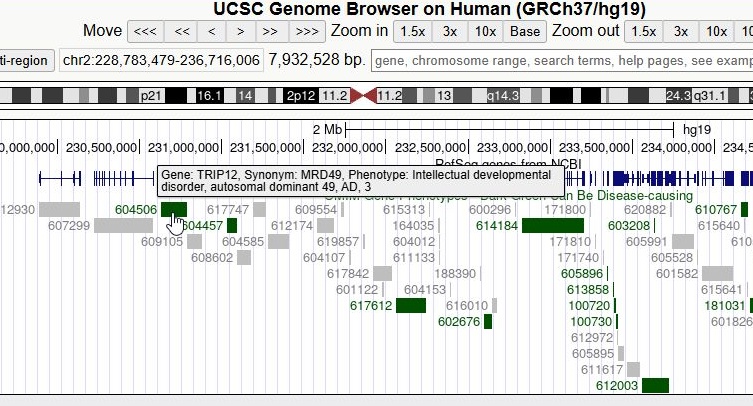 UCSC Genome Browser on Human (GRCh37/hg19)
Move <<< << < > >> >>> Zoom in 1.5x 3x 10x Base Zoom out 1.5x 3x 10
ti-region chr2:228,783,479-236,716,006 7,932,528 bp. gene, chromosome range, search terms, help pages, see examp
p21 16.1 14 2p12 11.2 11.2 13 q14.3 24.3 q31.1
2 Mb hg19
0,000,000 230,500,000 231,000,000 231,500,000 232,000,000 232,500,000 233,000,000 233,500,000 234,000,000 234,5
RefSeq genes from NCBI
Gene: TRIP12, Synonym: MRD49, Phenotype: Intellectual developmental
disorder, autosomal dominant 49, AD, 3
OMIM Gene Phenotypes - Dark Green Can Be Disease-causing
12930 604506 617747 609554 615313 600296 171800 620882 610767
607299 604457 612174 164035 614184 603208 615640
609105 604585 619857 604012 171810 605991 610
608602 604107 611133 171740 605528
617842 188390 605896 601582
601122 604153 613858 615641
617612 616010 100720 181031
602676 100730 601826
612972
605895
611617
612003